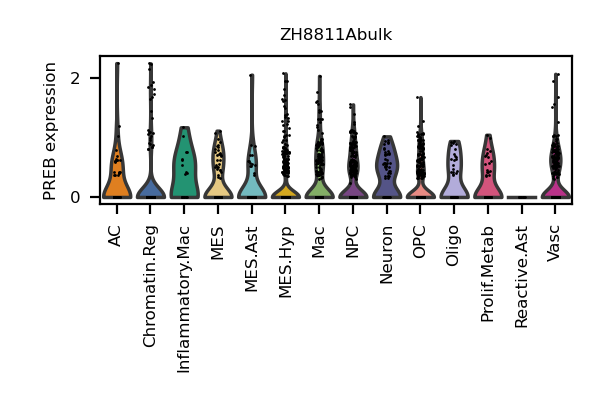 ZH8811Abulk
PREB expression
2
0
AC
Chromatin.Reg
Inflammatory.Mac
MES
MES.Ast
MES.Hyp
Mac
NPC
Neuron
OPC
Oligo
Prolif.Metab
Reactive.Ast
Vasc